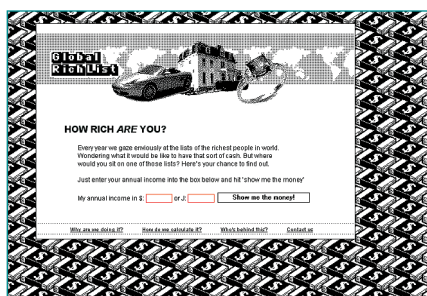 Global
Rich List
HOW RICH ARE YOU?
Every year we gaze enviously at the lists of the richest people in world.
Wondering what it would be like to have that sort of cash. But where
would you sit on one of those lists? Here's your chance to find out.
Just enter your annual income into the box below and hit 'show me the money'
My annual income in $: or J: Show me the money!
Why are we doing it? How do we calculate it? Who's behind this? Contact us